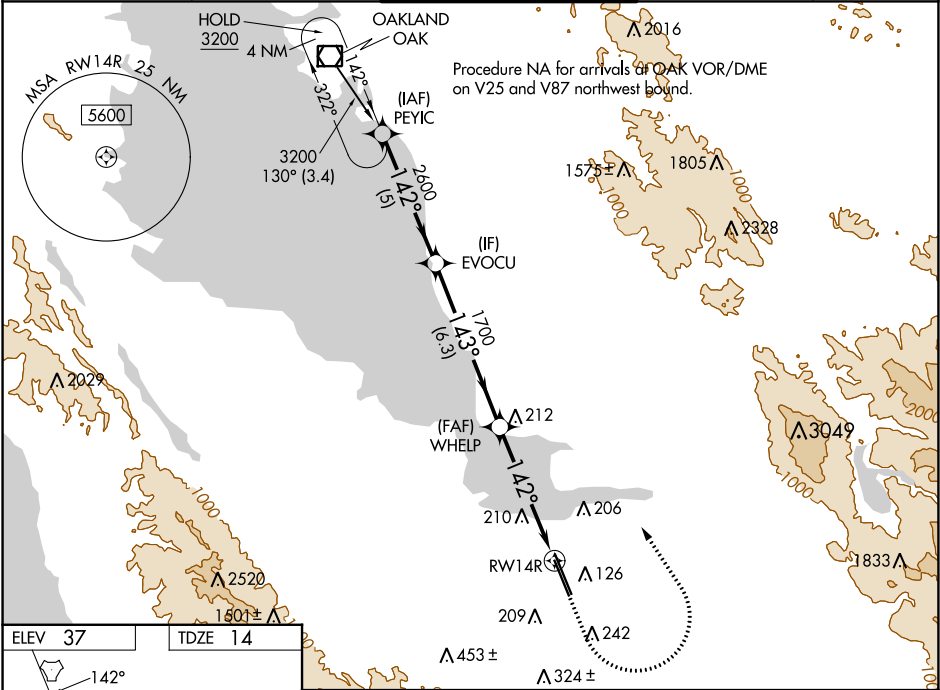 HOLD
3200
4 NM
OAKLAND
OAK
142°
322°
(IAF)
PEYIC
3200
130° (3.4)
Procedure NA for arrivals at OAK VOR/DME
on V25 and V87 northwest bound.
MSA RW14R 25 NM
5600
2016
1575±
1805
1000
1000
2328
2600
142°
(5)
(IF)
EVOCU
1700
143°
(6.3)
2029
(FAF)
WHELP
212
142°
3049
2000
1000
210
206
RW14R
126
1833
1000
2520
1501±
209
242
453±
324±
1000
ELEV 37
TDZE 14
142°